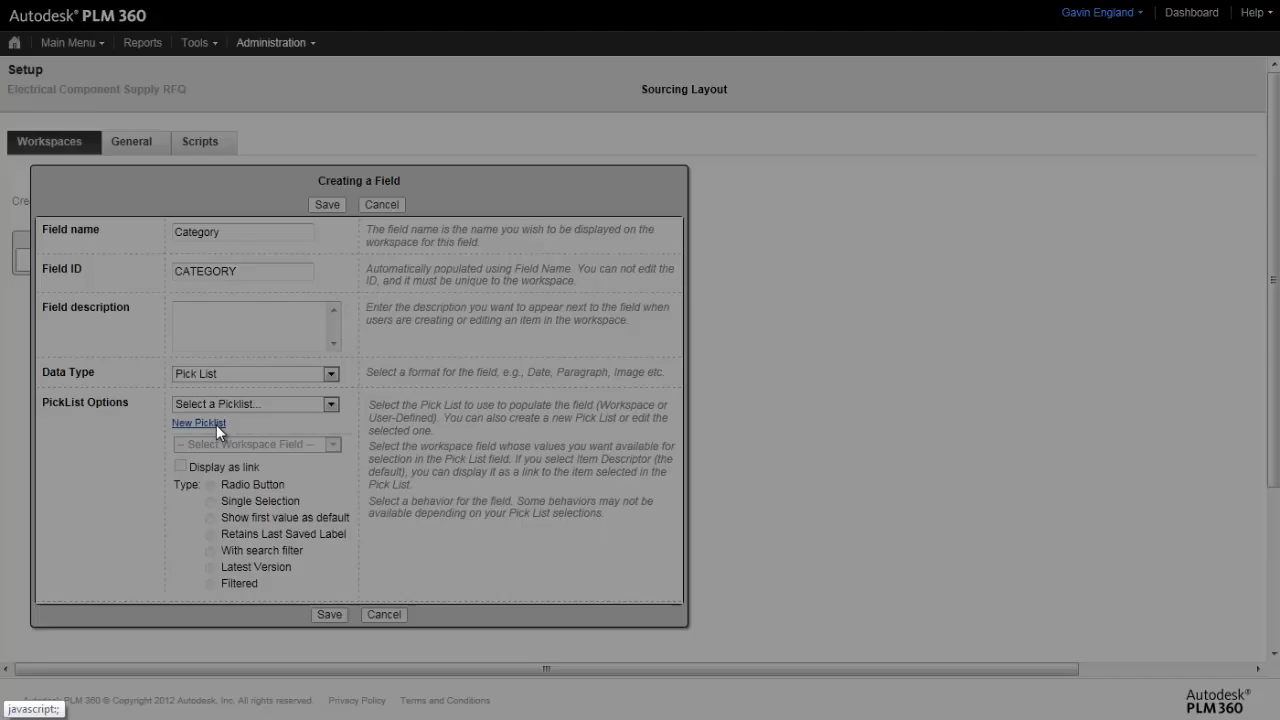 Autodesk® PLM 360
Gavin England
Dashboard
Help
Main Menu
Reports
Tools
Administration
Setup
Electrical Component Supply RFQ
Sourcing Layout
Workspaces
General
Scripts
Cre
Creating a Field
Save
Cancel
Field name
Category
The field name is the name you wish to be displayed on the
workspace for this field.
Field ID
CATEGORY
Automatically populated using Field Name. You can not edit the
ID, and it must be unique to the workspace.
Field description
Enter the description you want to appear next to the field when
users are creating or editing an item in the workspace.
Data Type
Pick List
Select a format for the field, e.g., Date, Paragraph, Image etc.
PickList Options
Select a Picklist...
New Picklist
-- Select Workspace Field --
Display as link
Type:
Radio Button
Single Selection
Show first value as default
Retains Last Saved Label
With search filter
Latest Version
Filtered
Select the Pick List to use to populate the field (Workspace or
User-Defined). You can also create a new Pick List or edit the
selected one.
Select the workspace field whose values you want available for
selection in the Pick List field. If you select Item Descriptor (the
default), you can display it as a link to the item selected in the
Pick List.
Select a behavior for the field. Some behaviors may not be
available depending on your Pick List selections.
Save
Cancel
Autodesk PLM 360 © Copyright 2012 Autodesk, Inc. All rights reserved.
Privacy Policy
Terms and Conditions
Autodesk®
PLM 360
javascript:;